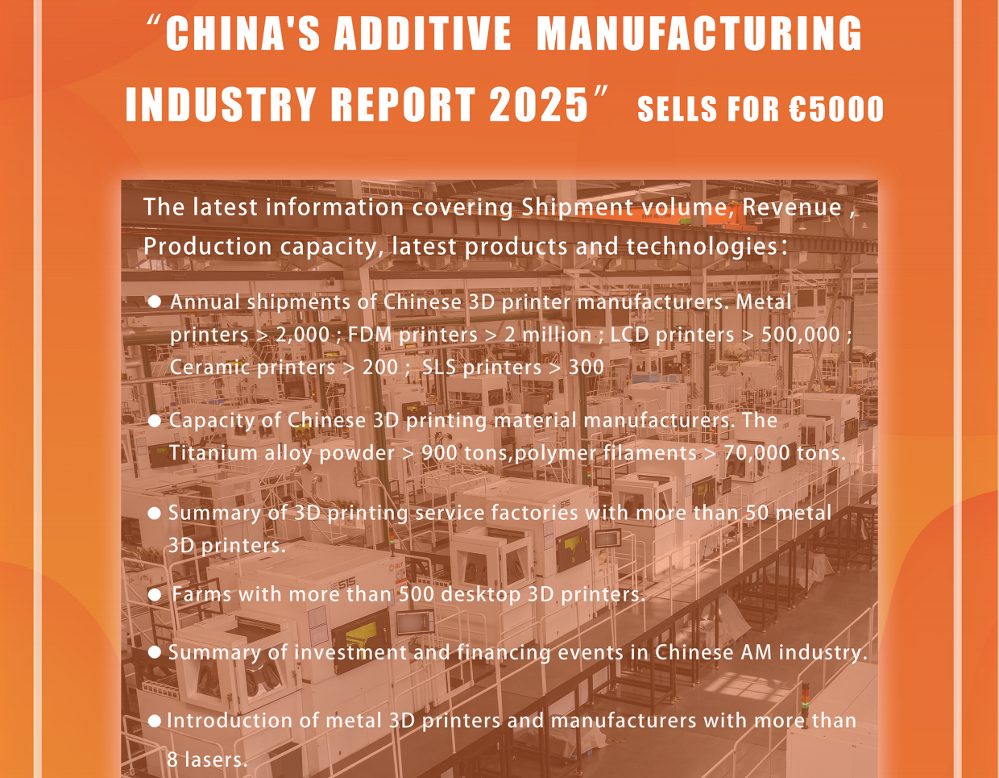 “CHINA'S ADDITIVE MANUFACTURING
INDUSTRY REPORT 2025” SELLS FOR €5000
The latest information covering Shipment volume, Revenue ,
Production capacity, latest products and technologies:
● Annual shipments of Chinese 3D printer manufacturers. Metal
printers > 2,000 ; FDM printers > 2 million ; LCD printers > 500,000 ;
Ceramic printers > 200 ; SLS printers > 300
● Capacity of Chinese 3D printing material manufacturers. The
Titanium alloy powder > 900 tons,polymer filaments > 70,000 tons.
● Summary of 3D printing service factories with more than 50 metal
3D printers.
● Farms with more than 500 desktop 3D printers.
● Summary of investment and financing events in Chinese AM industry.
● Introduction of metal 3D printers and manufacturers with more than
8 lasers.
S15
BLT
S15